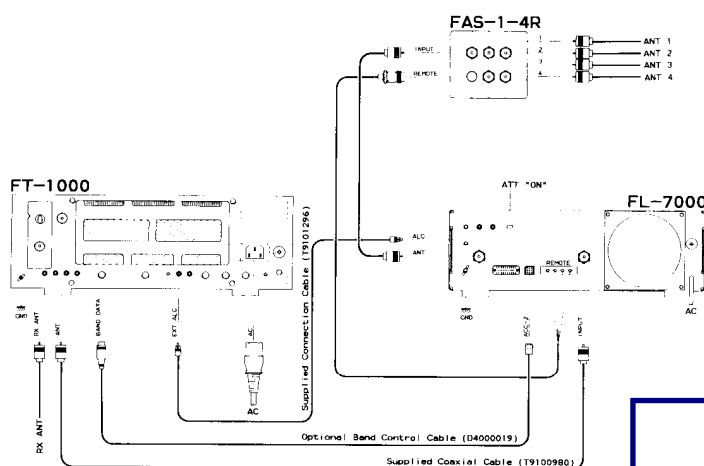 FAS-1-4R
INPUT
REMOTE
1
2
3
4
ANT 1
ANT 2
ANT 3
ANT 4
FT-1000
ATT "ON"
FL-7000
ALC
ANT
REMOTE
AC
GND
RX ANT
ANT
BAND DATA
EXT ALC
AC
AC
RX ANT
Supplied Connection Cable (T9101296)
GND
ACC-2
INPUT
Optional Band Control Cable (D4000019)
Supplied Coaxial Cable (T9100980)